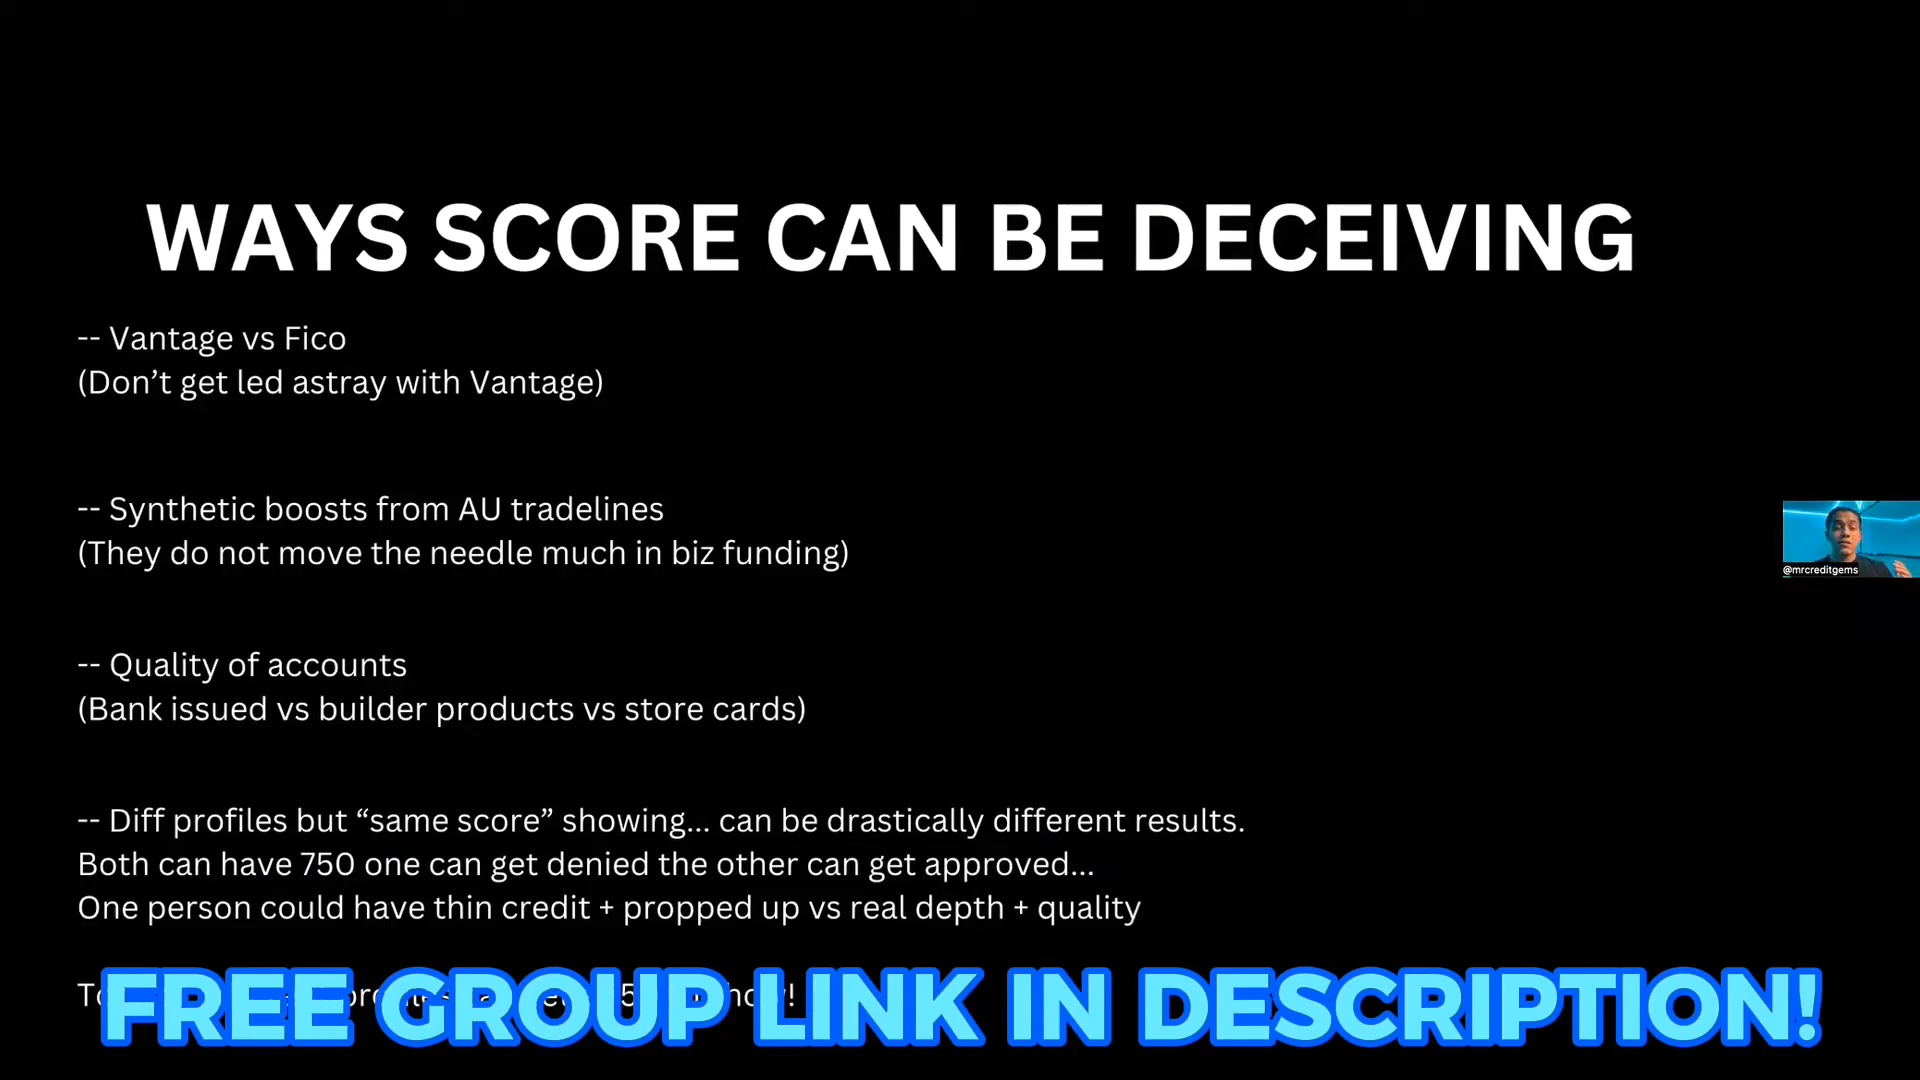 WAYS SCORE CAN BE DECEIVING
-- Vantage vs Fico
(Don’t get led astray with Vantage)
-- Synthetic boosts from AU tradelines
(They do not move the needle much in biz funding)
@mrcreditgems
-- Quality of accounts
(Bank issued vs builder products vs store cards)
-- Diff profiles but “same score” showing... can be drastically different results.
Both can have 750 one can get denied the other can get approved...
One person could have thin credit + propped up vs real depth + quality
FREE GROUP LINK IN DESCRIPTION!